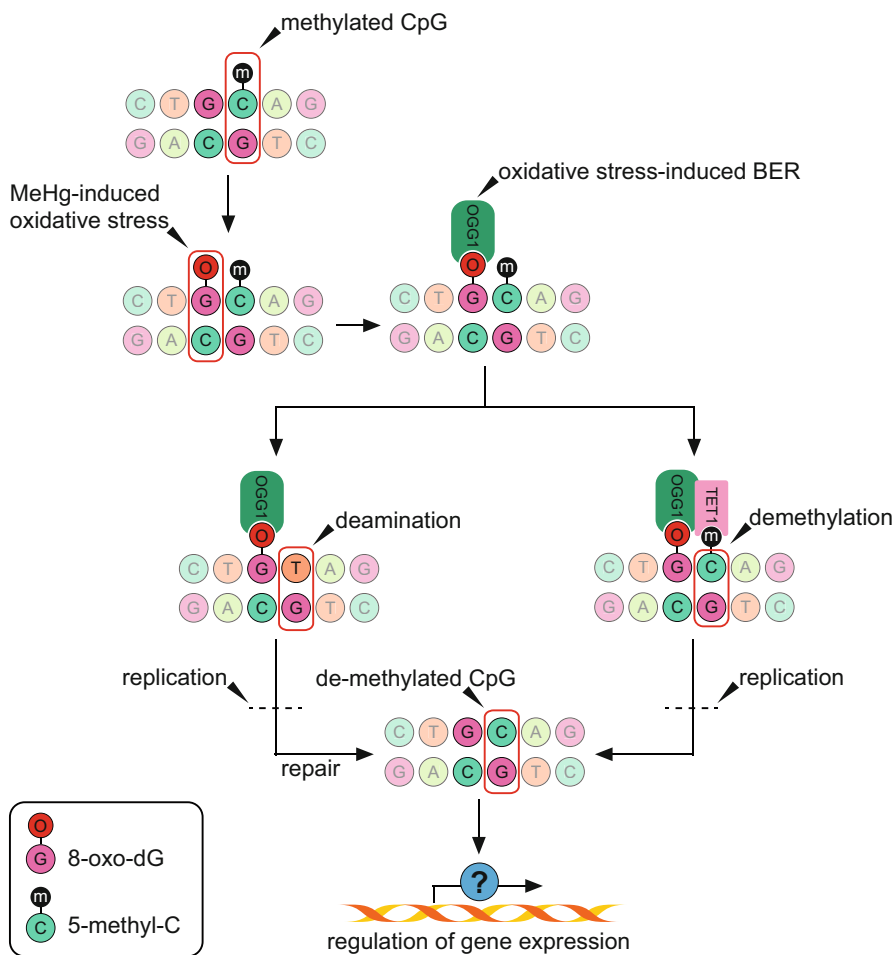 methylated CpG
m
C T G C A G
G A C G T C
MeHg-induced
oxidative stress
oxidative stress-induced BER
OGG1
O m
C T G C A G
G A C G T C
O m
C T G C A G
G A C G T C
OGG1
O
deamination
C T G T A G
G A C G T C
OGG1 TET1
O m
demethylation
C T G C A G
G A C G T C
replication
de-methylated CpG
replication
C T G C A G
G A C G T C
repair
O
G 8-oxo-dG
m
C 5-methyl-C
?
regulation of gene expression